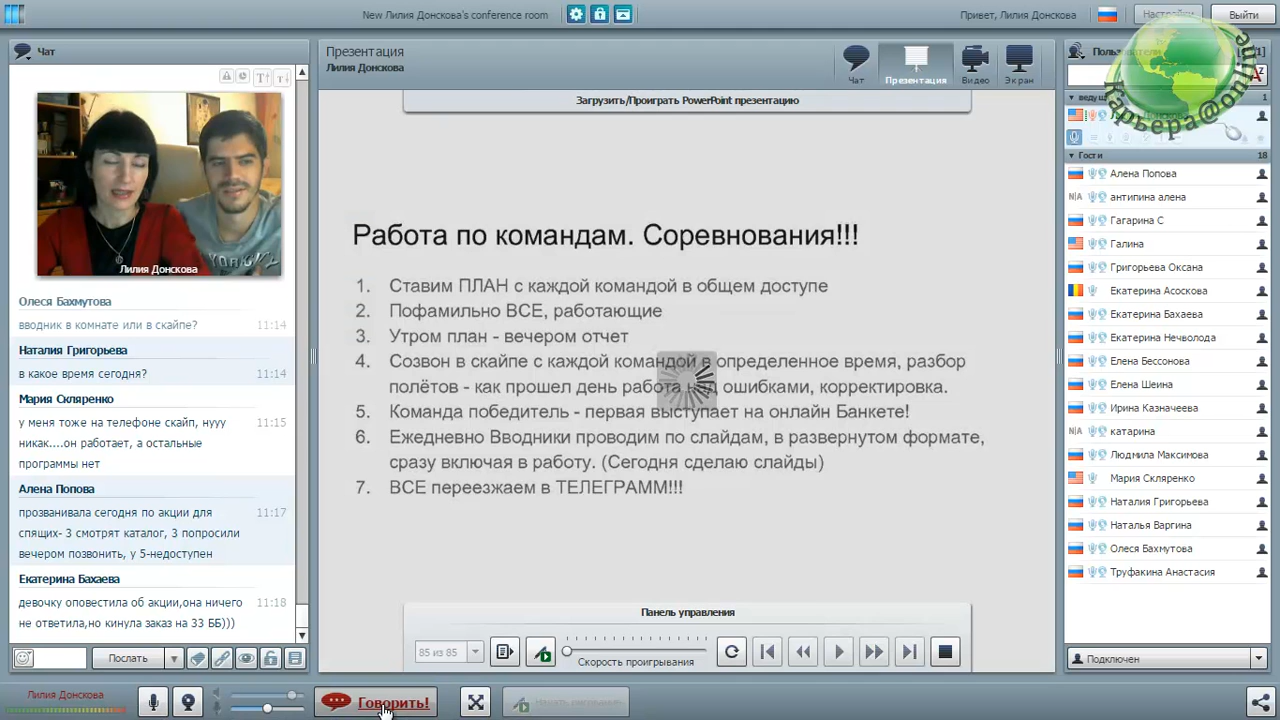 New Лилия Донскова's conference room
Привет, Лилия Донскова
Настройки
Выйти
Чат
Лилия Донскова
Олеся Бахмутова
вводник в комнате или в скайпе?
11:14
Наталия Григорьева
в какое время сегодня?
11:14
Мария Скляренко
у меня тоже на телефоне скайп, нууу
11:15
никак....он работает, а остальные
программы нет
Алена Попова
прозванивала сегодня по акции для
11:17
спящих- 3 смотрят каталог, 3 попросили
вечером позвонить, у 5-недоступен
Екатерина Бахаева
девочку оповестила об акции,она ничего
11:18
не ответила,но кинула заказ на 33 ББ)))
Послать
Презентация
Лилия Донскова
Чат
Презентация
Видео
Экран
Загрузить/Проиграть PowerPoint презентацию
Работа по командам. Соревнования!!!
1. Ставим ПЛАН с каждой командой в общем доступе
2. Пофамильно ВСЕ, работающие
3. Утром план - вечером отчет
4. Созвон в скайпе с каждой командой в определенное время, разбор
полётов - как прошел день работа над ошибками, корректировка.
5. Команда победитель - первая выступает на онлайн Банкете!
6. Ежедневно Вводники проводим по слайдам, в развернутом формате,
сразу включая в работу. (Сегодня сделаю слайды)
7. ВСЕ переезжаем в ТЕЛЕГРАММ!!!
Панель управления
85 из 85
Скорость проигрывания
карьера@online
Гости
18
Алена Попова
N/A антипина алена
Гагарина С
Галина
Григорьева Оксана
Екатерина Асоскова
Екатерина Бахаева
Екатерина Нечволода
Елена Бессонова
Елена Шеина
Ирина Казначеева
N/A катарина
Людмила Максимова
Мария Скляренко
Наталия Григорьева
Наталья Варгина
Олеся Бахмутова
Труфакина Анастасия
Подключен
Лилия Донскова
Говорить!